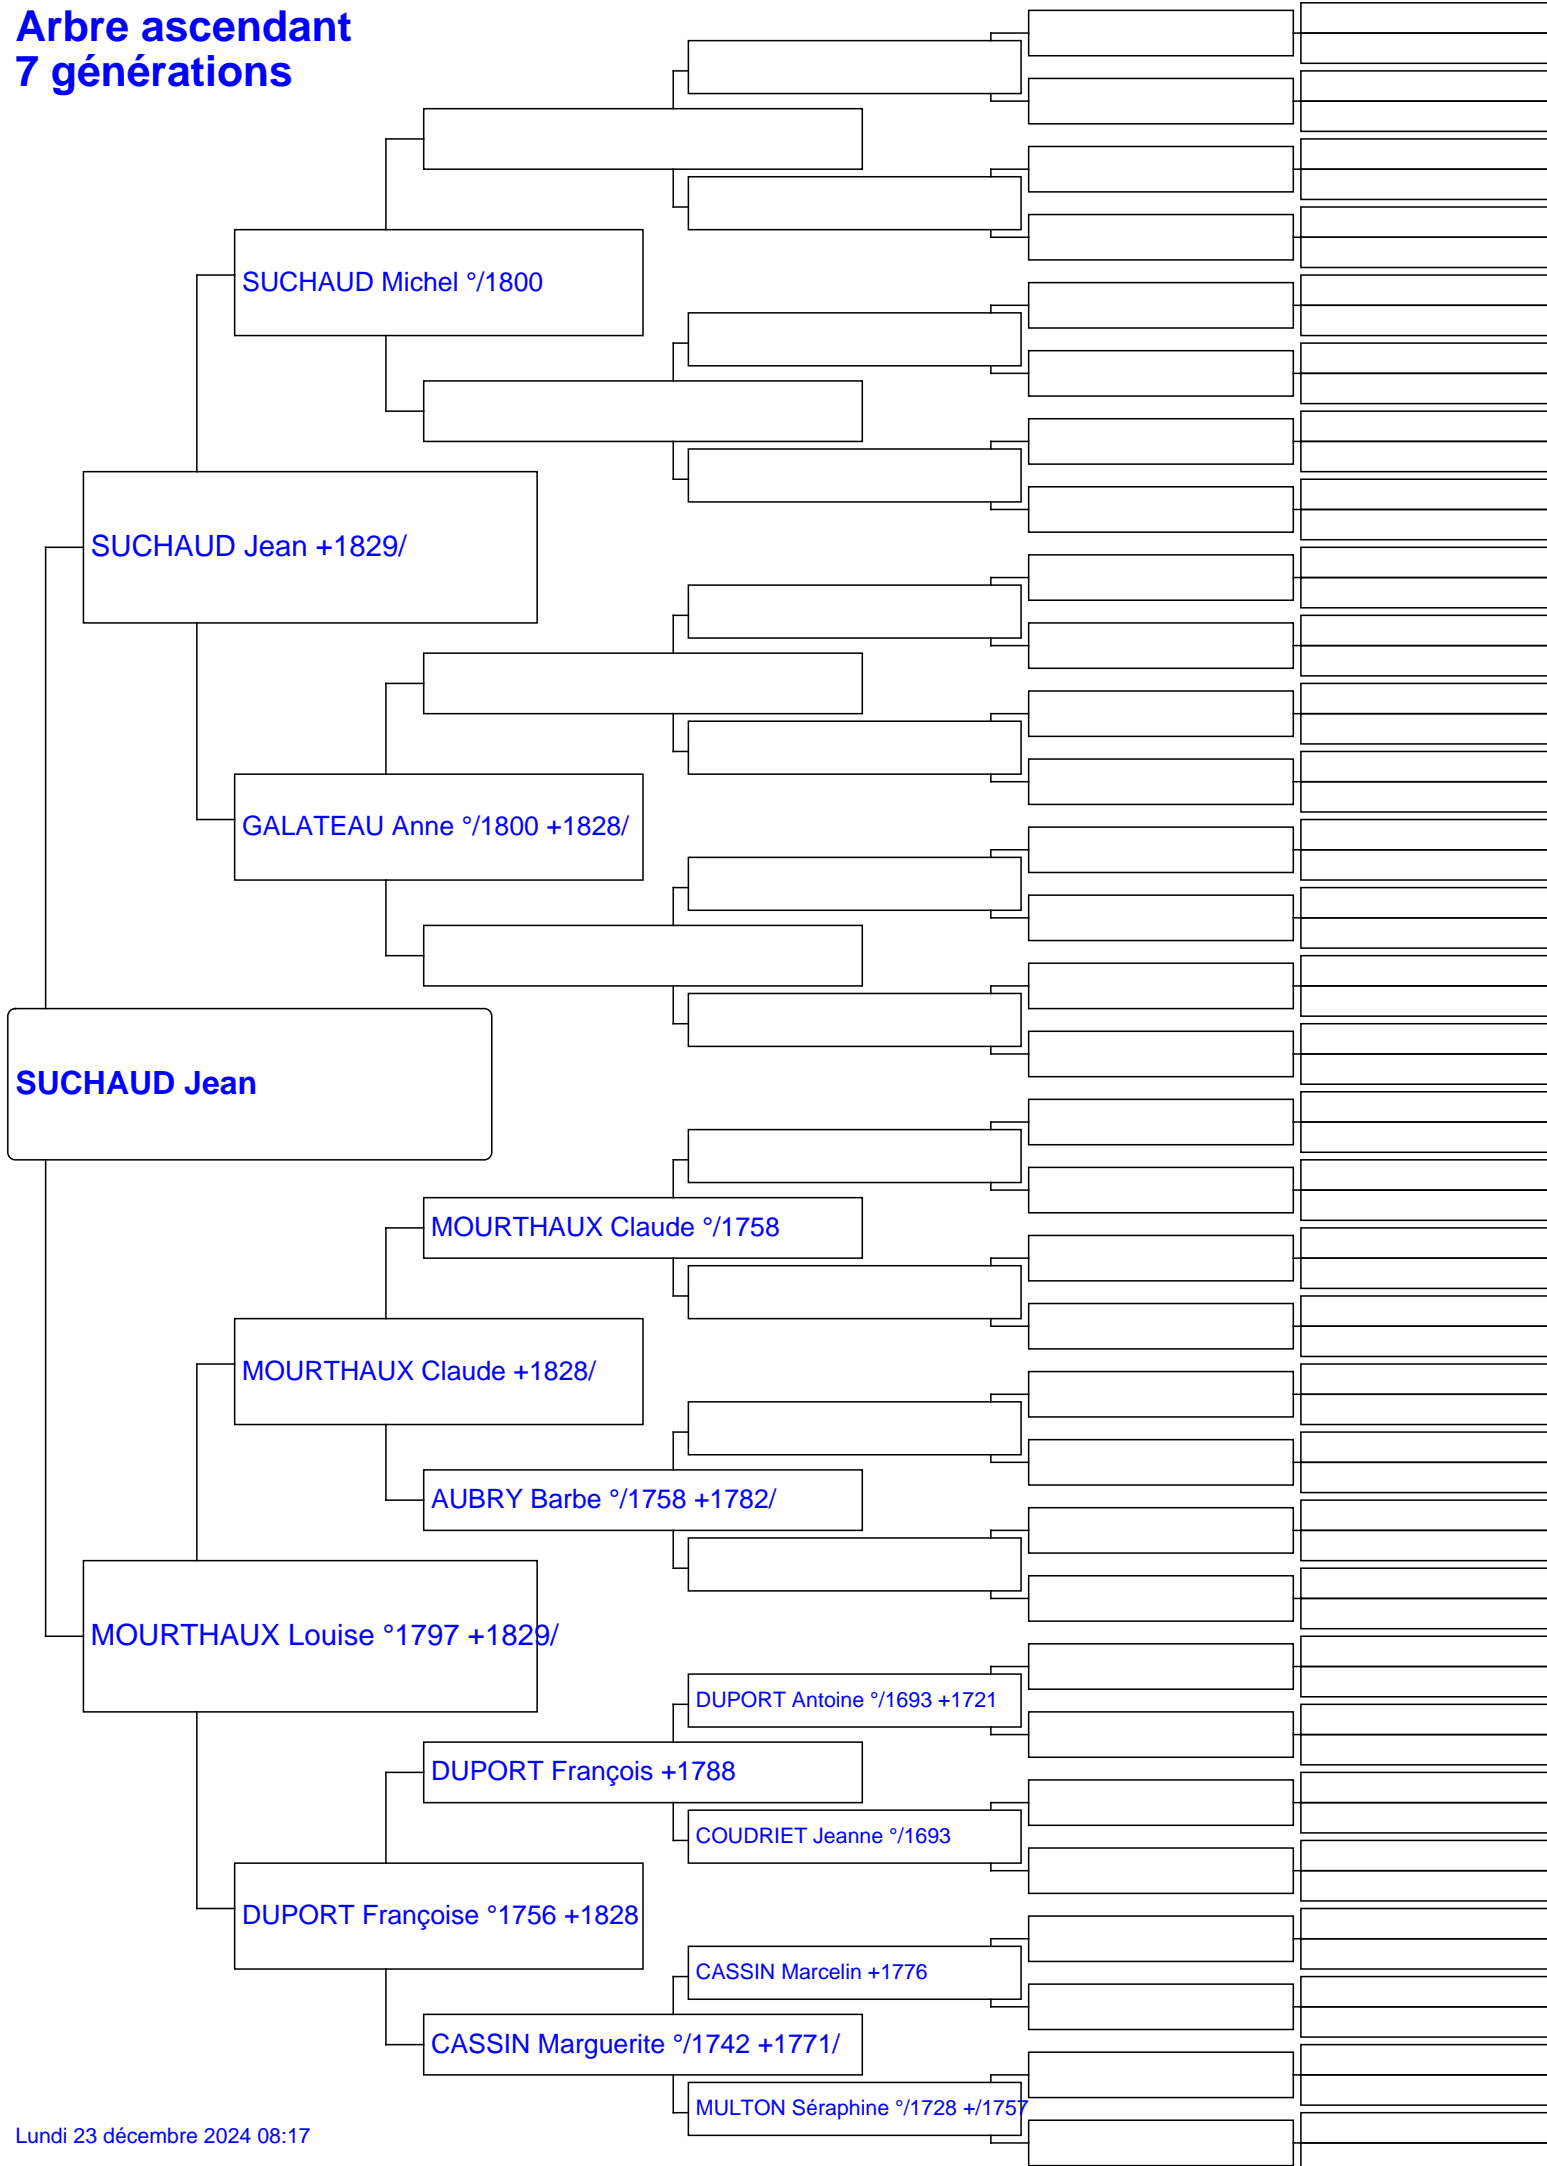 Arbre ascendant
7 générations
SUCHAUD Michel °/1800
SUCHAUD Jean +1829/
GALATEAU Anne °/1800 +1828/
SUCHAUD Jean
MOURTHAUX Claude °/1758
MOURTHAUX Claude +1828/
AUBRY Barbe °/1758 +1782/
MOURTHAUX Louise °1797 +1829/
DUPORT Antoine °/1693 +1721
DUPORT François +1788
COUDRIET Jeanne °/1693
DUPORT Françoise °1756 +1828
CASSIN Marcelin +1776
CASSIN Marguerite °/1742 +1771/
MULTON Séraphine °/1728 +/1757
Lundi 23 décembre 2024 08:17